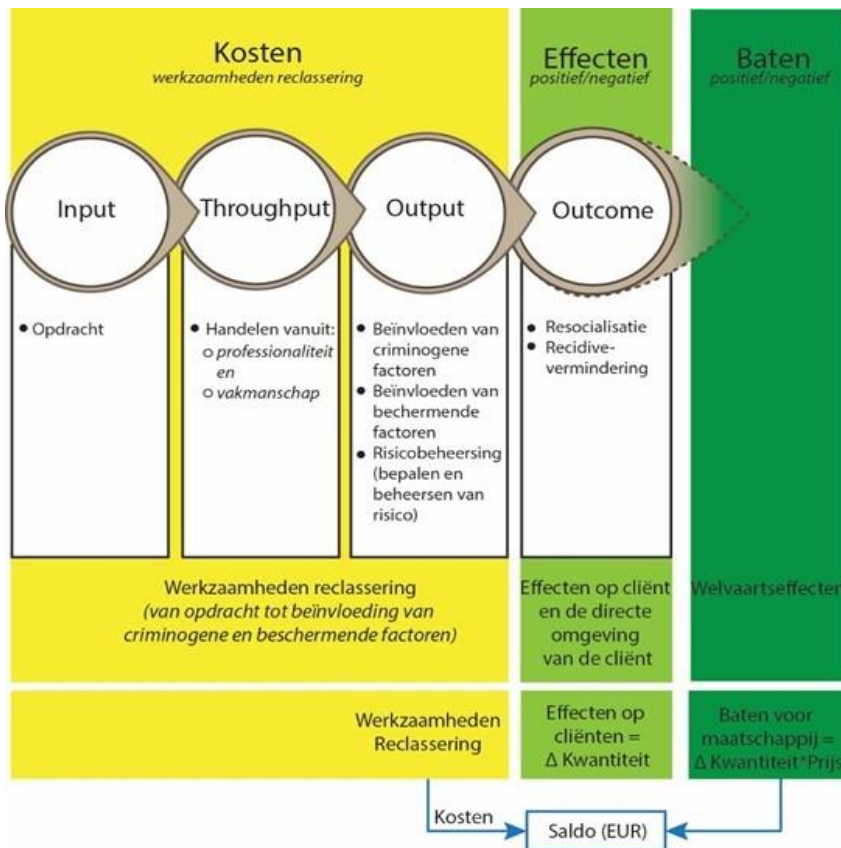 Kosten
werkzaamheden reclassering
Effecten
positief/negatief
Baten
positief/negatief
Input
Throughput
Output
Outcome
• Opdracht
• Handelen vanuit:
o professionaliteit
en
o vakmanschap
• Beïnvloeden van
criminogene
factoren
• Beïnvloeden van
bechermende
factoren
• Risicobeheersing
(bepalen en
beheersen van
risico)
• Resocialisatie
• Recidive-
vermindering
Werkzaamheden reclassering
(van opdracht tot beïnvloeding van
criminogene en beschermende factoren)
Effecten op cliënt
en de directe
omgeving
van de cliënt
Welvaartseffecten
Werkzaamheden
Reclassering
Effecten op
cliënten =
Δ Kwantiteit
Baten voor
maatschappij =
Δ Kwantiteit*Prijs
Kosten
Saldo (EUR)